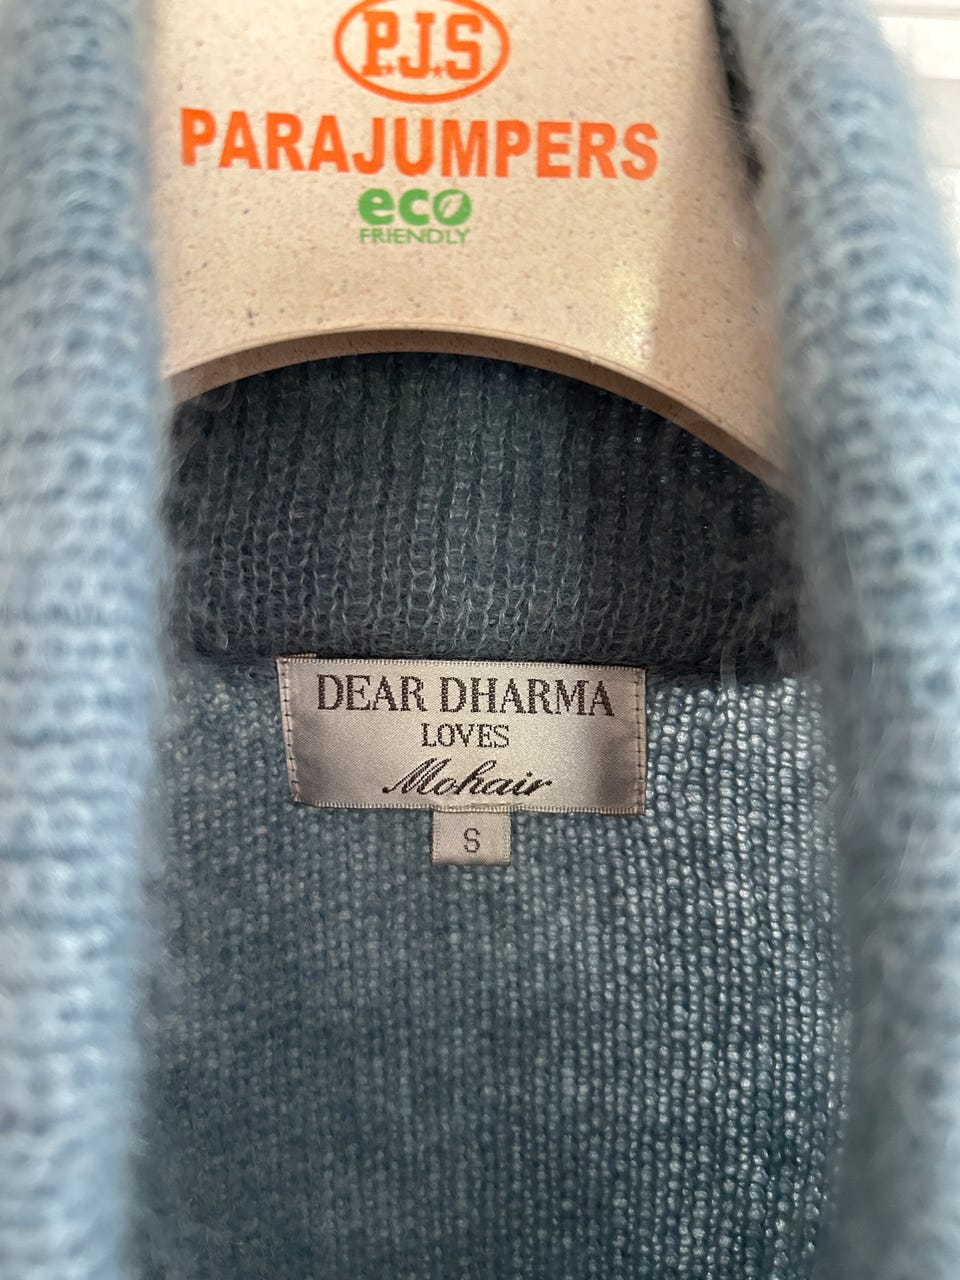 P.J.S
PARAJUMPERS
eco
FRIENDLY
DEAR DHARMA
LOVES
Mohair
S